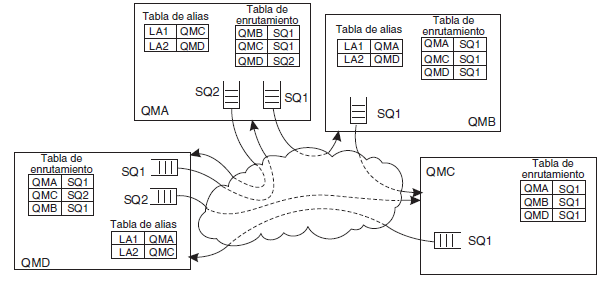 Tabla de alias
LA1 QMC
LA2 QMD
Tabla de
enrutamiento
QMB SQ1
QMC SQ1
QMD SQ2
SQ2
SQ1
QMA
Tabla de alias
LA1 QMA
LA2 QMD
Tabla de
enrutamiento
QMA SQ1
QMC SQ1
QMD SQ1
SQ1
QMB
Tabla de
enrutamiento
QMA SQ1
QMC SQ2
QMB SQ1
SQ1
SQ2
Tabla de alias
LA1 QMA
LA2 QMC
QMD
QMC
Tabla de
enrutamiento
QMA SQ1
QMB SQ1
QMD SQ1
SQ1